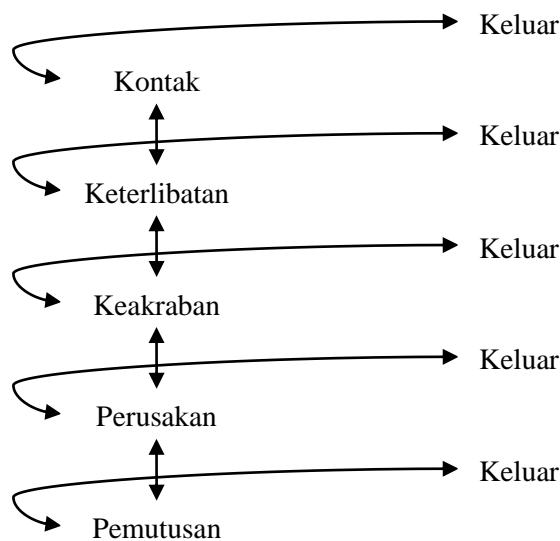 Keluar
Kontak
Keluar
Keterlibatan
Keluar
Keakraban
Keluar
Perusakan
Keluar
Pemutusan